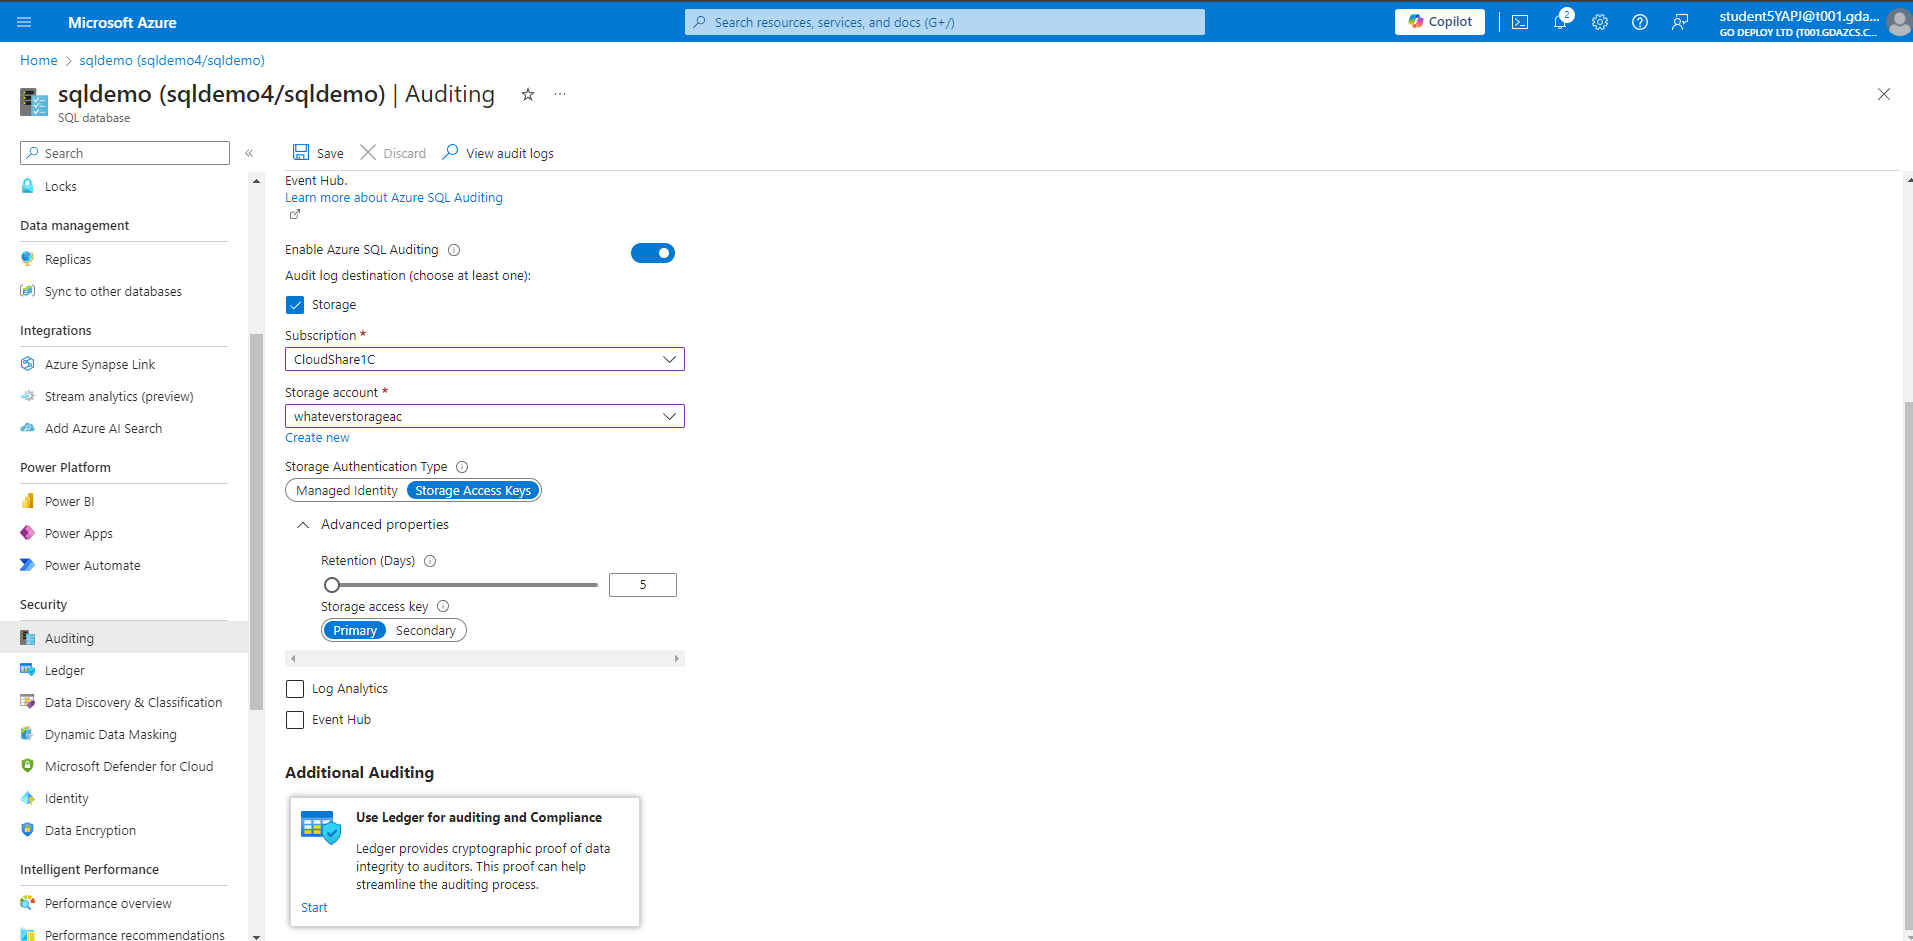 Microsoft Azure
Search resources, services, and docs (G+/)
Copilot
2
student5YAPJ@t001.gda...
GO DEPLOY LTD (T001.GDAZCS.C...
Home > sqldemo (sqldemo4/sqldemo)
sqldemo (sqldemo4/sqldemo) | Auditing
SQL database
Search
Save
Discard
View audit logs
Locks
Data management
Replicas
Sync to other databases
Integrations
Azure Synapse Link
Stream analytics (preview)
Add Azure AI Search
Power Platform
Power BI
Power Apps
Power Automate
Security
Auditing
Ledger
Data Discovery & Classification
Dynamic Data Masking
Microsoft Defender for Cloud
Identity
Data Encryption
Intelligent Performance
Performance overview
Performance recommendations
Event Hub.
Learn more about Azure SQL Auditing
Enable Azure SQL Auditing
Audit log destination (choose at least one):
Storage
Subscription *
CloudShare1C
Storage account *
whateverstorageac
Create new
Storage Authentication Type
Managed Identity Storage Access Keys
Advanced properties
Retention (Days)
5
Storage access key
Primary Secondary
Log Analytics
Event Hub
Additional Auditing
Use Ledger for auditing and Compliance
Ledger provides cryptographic proof of data
integrity to auditors. This proof can help
streamline the auditing process.
Start